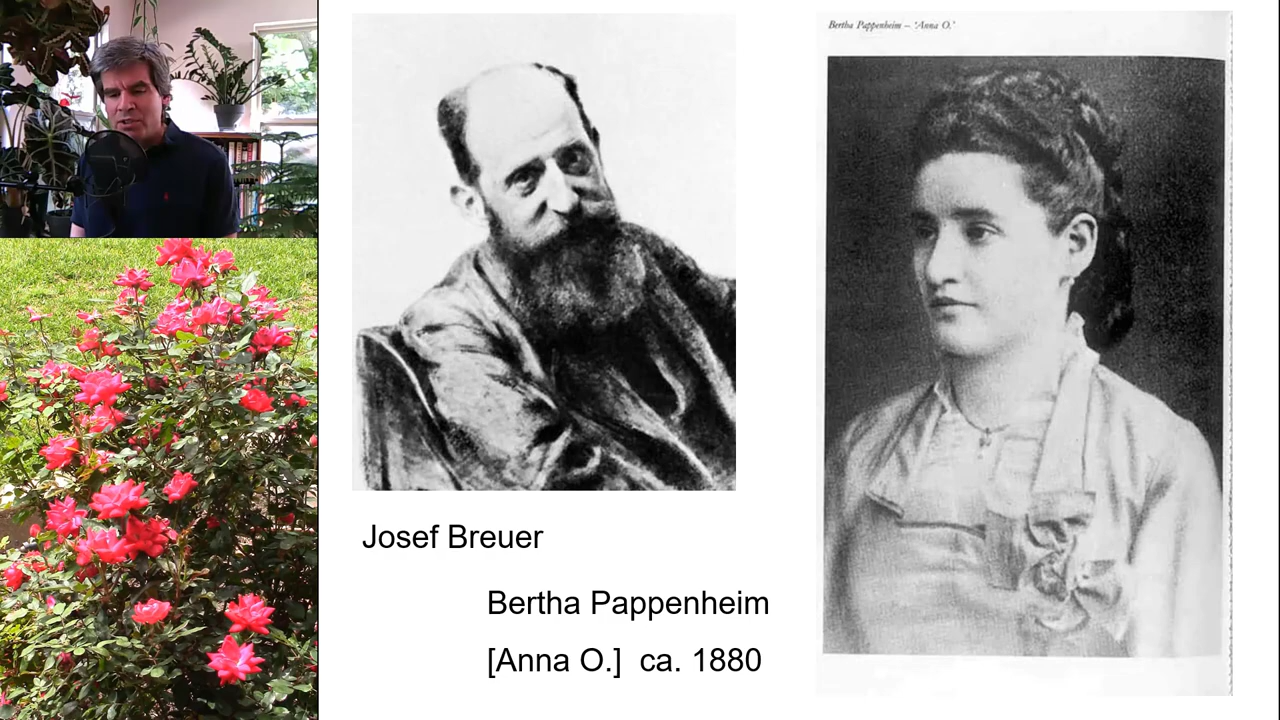 Bertha Pappenheim – 'Anna O.'
Josef Breuer
Bertha Pappenheim
[Anna O.] ca. 1880